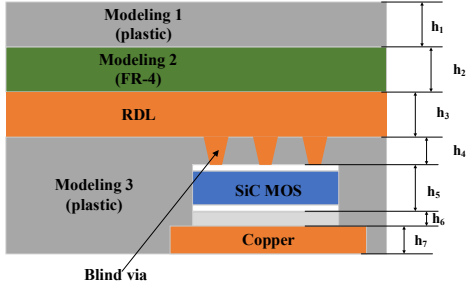 Modeling 1
(plastic)
h1
Modeling 2
(FR-4)
h2
RDL
h3
h4
Modeling 3
(plastic)
SiC MOS
h5
h6
Copper
h7
Blind via